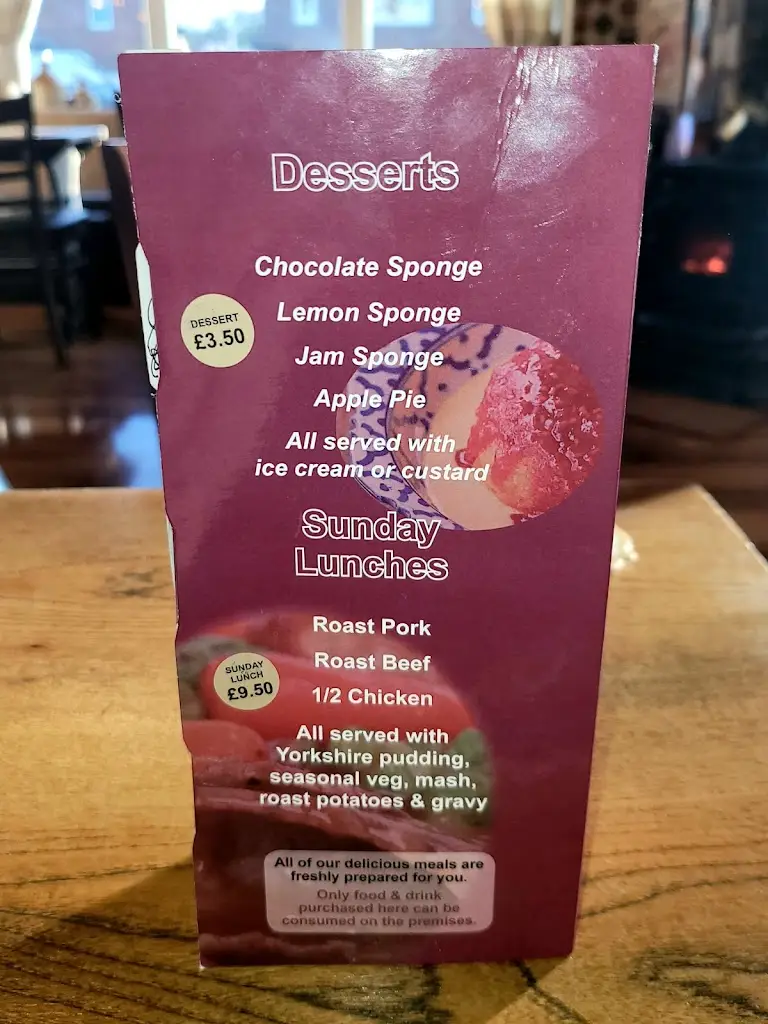 Desserts
Chocolate Sponge
Lemon Sponge
DESSERT
£3.50
Jam Sponge
Apple Pie
All served with
ice cream or custard
Sunday
Lunches
Roast Pork
Roast Beef
SUNDAY
LUNCH
£9.50
1/2 Chicken
All served with
Yorkshire pudding,
seasonal veg, mash,
roast potatoes & gravy
All of our delicious meals are
freshly prepared for you.
Only food & drink
purchased here can be
consumed on the premises.